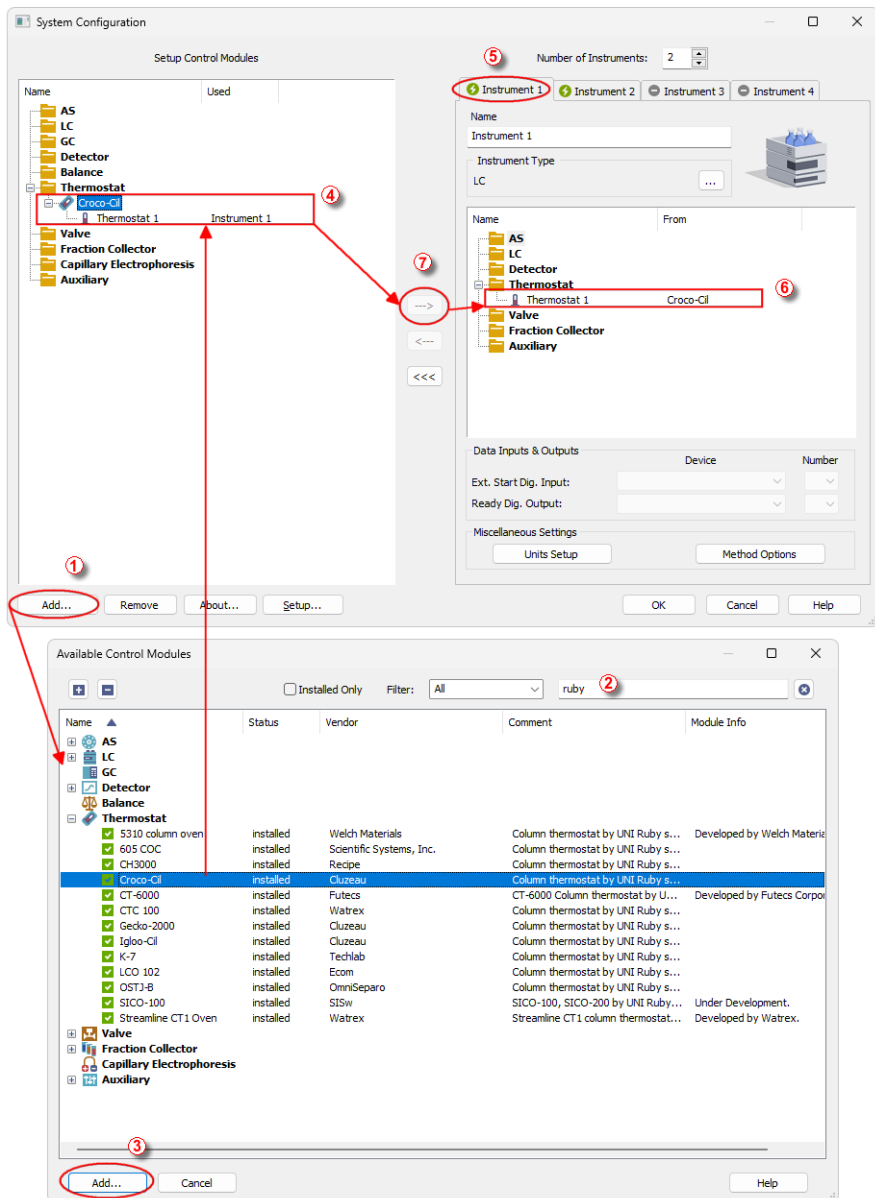 System Configuration
Setup Control Modules
⑤
Number of Instruments: 2
Name Used
AS
LC
GC
Detector
Balance
Thermostat
Croco-Cil
④
Thermostat 1 Instrument 1
Valve
Fraction Collector
Capillary Electrophoresis
Auxiliary
⑦
--->
<---
<<<
Instrument 1 Instrument 2 Instrument 3 Instrument 4
Name
Instrument 1
Instrument Type
LC ...
Name From
AS
LC
Detector
Thermostat
⑥
Thermostat 1 Croco-Cil
Valve
Fraction Collector
Auxiliary
Data Inputs & Outputs Device Number
Ext. Start Dig. Input:
Ready Dig. Output:
Miscellaneous Settings
Units Setup Method Options
①
Add... Remove About... Setup... OK Cancel Help
Available Control Modules
Installed Only Filter: All ruby ②
Name Status Vendor Comment Module Info
AS
LC
GC
Detector
Balance
Thermostat
5310 column oven installed Welch Materials Column thermostat by UNI Ruby s... Developed by Welch Materia
605 COC installed Scientific Systems, Inc. Column thermostat by UNI Ruby s...
CH3000 installed Recipe Column thermostat by UNI Ruby s...
Croco-Cil installed Cluzeau Column thermostat by UNI Ruby s...
CT-6000 installed Futecs CT-6000 Column thermostat by U... Developed by Futecs Corpor
CTC 100 installed Watrex Column thermostat by UNI Ruby s...
Gecko-2000 installed Cluzeau Column thermostat by UNI Ruby s...
Igloo-Cil installed Cluzeau Column thermostat by UNI Ruby s...
K-7 installed Techlab Column thermostat by UNI Ruby s...
LCO 102 installed Ecom Column thermostat by UNI Ruby s...
OSTJ-B installed OmniSeparo Column thermostat by UNI Ruby s...
SICO-100 installed SISw SICO-100, SICO-200 by UNI Ruby... Under Development.
Streamline CT1 Oven installed Watrex Streamline CT1 column thermostat... Developed by Watrex.
Valve
Fraction Collector
Capillary Electrophoresis
Auxiliary
③
Add... Cancel Help